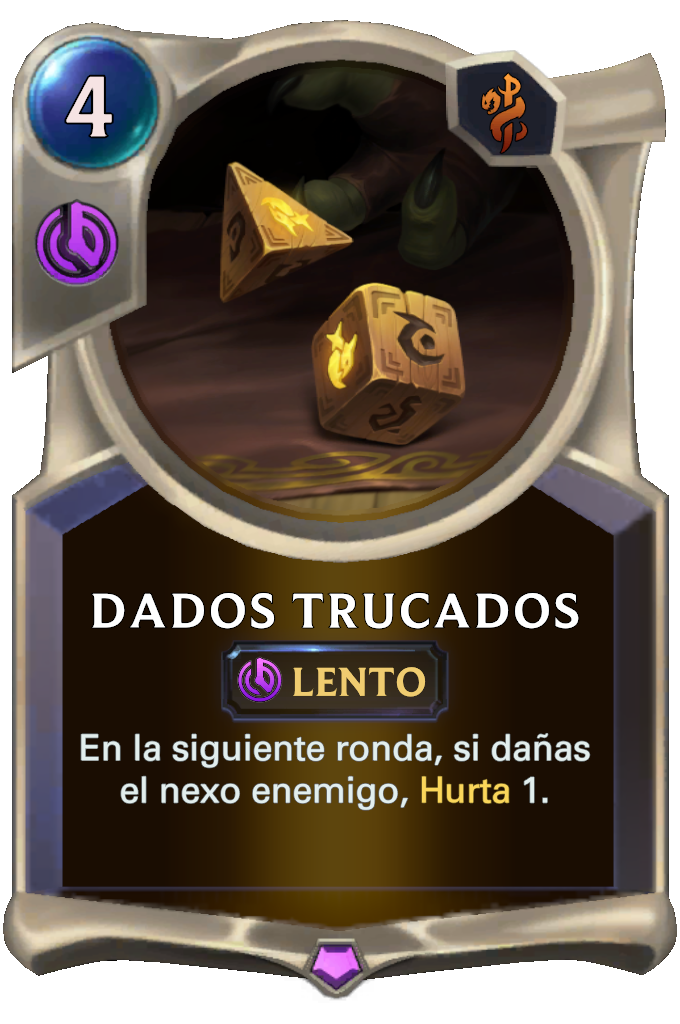 4
DADOS TRUCADOS
LENTO
En la siguiente ronda, si dañas
el nexo enemigo, Hurta 1.